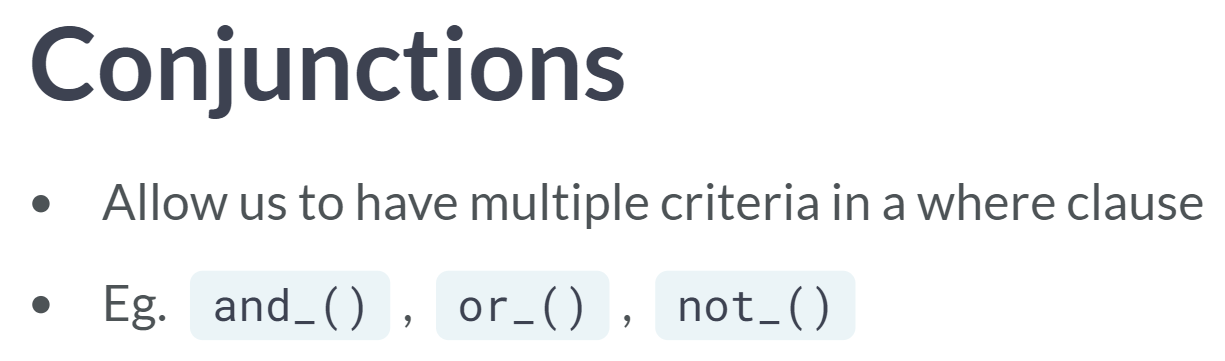 Conjunctions
• Allow us to have multiple criteria in a where clause
• Eg. and_() , or_() , not_()